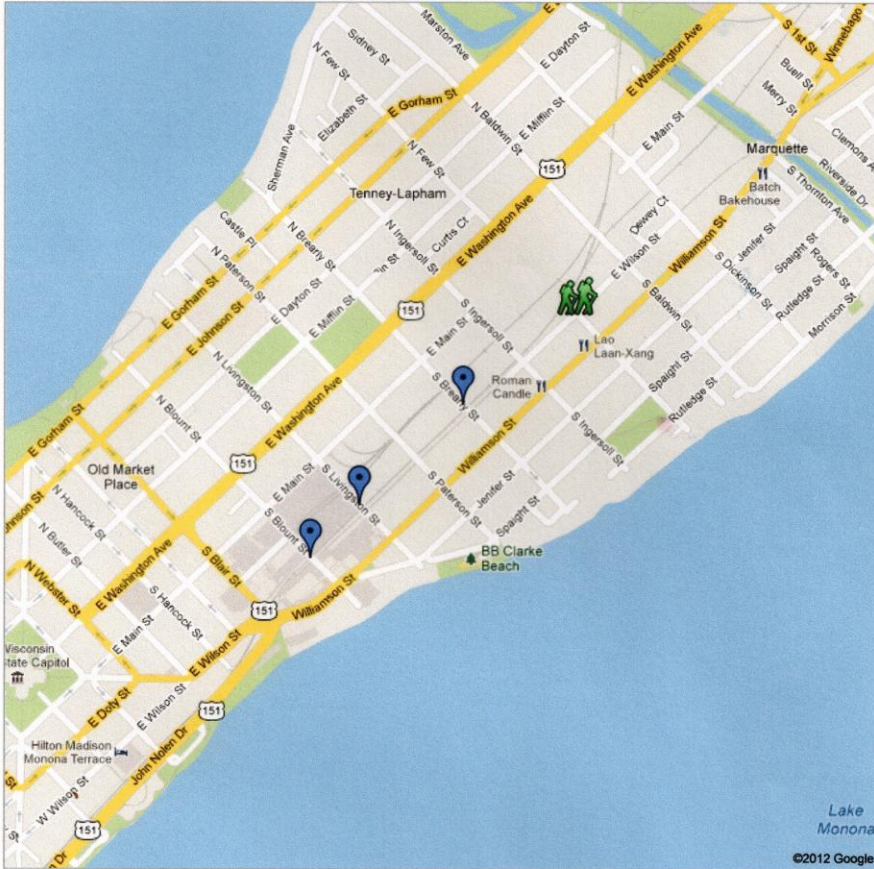 Marston Ave
Sidney St
N Few St
Elizabeth St
E Gorham St
Sherman Ave
N Few St
N Baldwin St
E Dayton St
E Mifflin St
E Washington Ave
S 1st St
Winnebago
Buell St
Merry St
E Main St
Marquette
Clemons A
Riverside Dr
S Thornton Ave
Batch
Bakehouse
151
Tenney-Lapham
Castle Pl
N Brearly St
N Ingersoll St
Curtis Ct
E Washington Ave
Dewey Ct
E Wilson St
Williamson St
Jenifer St
Spaight St
Rogers St
Rutledge St
Morrison St
S Dickinson St
S Baldwin St
N Paterson St
E Dayton St
E Mifflin St
in St
151
E Gorham St
E Johnson St
E Main St
S Ingersoll St
Lao
Laan-Xang
Roman
Candle
S Brearly St
Spaight St
Rutledge St
N Livingston St
E Washington Ave
N Blount St
E Gorham St
Williamson St
S Ingersoll St
Old Market
Place
151
E Main St
S Livingston St
S Paterson St
Jenifer St
Spaight St
Johnson St
N Hancock St
N Butler St
S Blount St
BB Clarke
Beach
N Webster St
E Washington Ave
S Blair St
S Hancock St
151
Williamson St
E Main St
E Wilson St
Wisconsin
State Capitol
E Doty St
E Wilson St
151
Hilton Madison
Monona Terrace
John Nolen Dr
St
W Wilson St
151
St
n Dr
Lake
Monona
©2012 Google